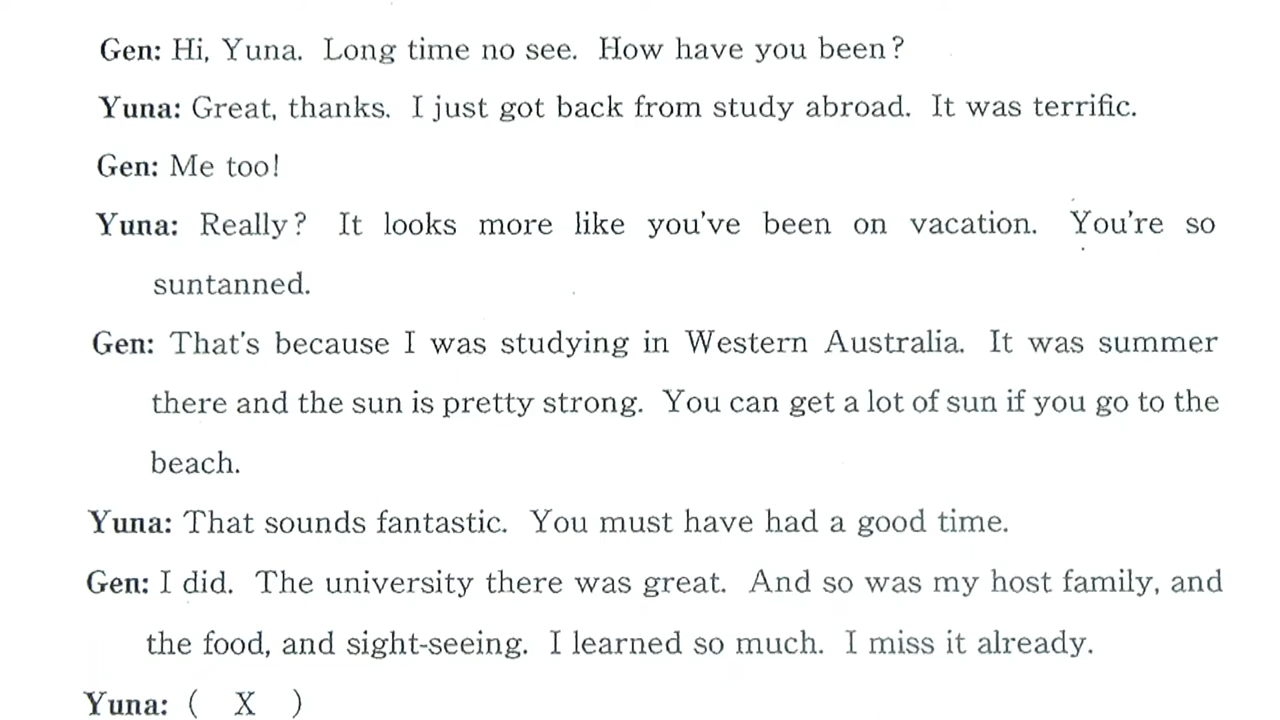 Gen: Hi, Yuna. Long time no see. How have you been?
Yuna: Great, thanks. I just got back from study abroad. It was terrific.
Gen: Me too!
Yuna: Really? It looks more like you've been on vacation. You're so
suntanned.
Gen: That's because I was studying in Western Australia. It was summer
there and the sun is pretty strong. You can get a lot of sun if you go to the
beach.
Yuna: That sounds fantastic. You must have had a good time.
Gen: I did. The university there was great. And so was my host family, and
the food, and sight-seeing. I learned so much. I miss it already.
Yuna: ( X )